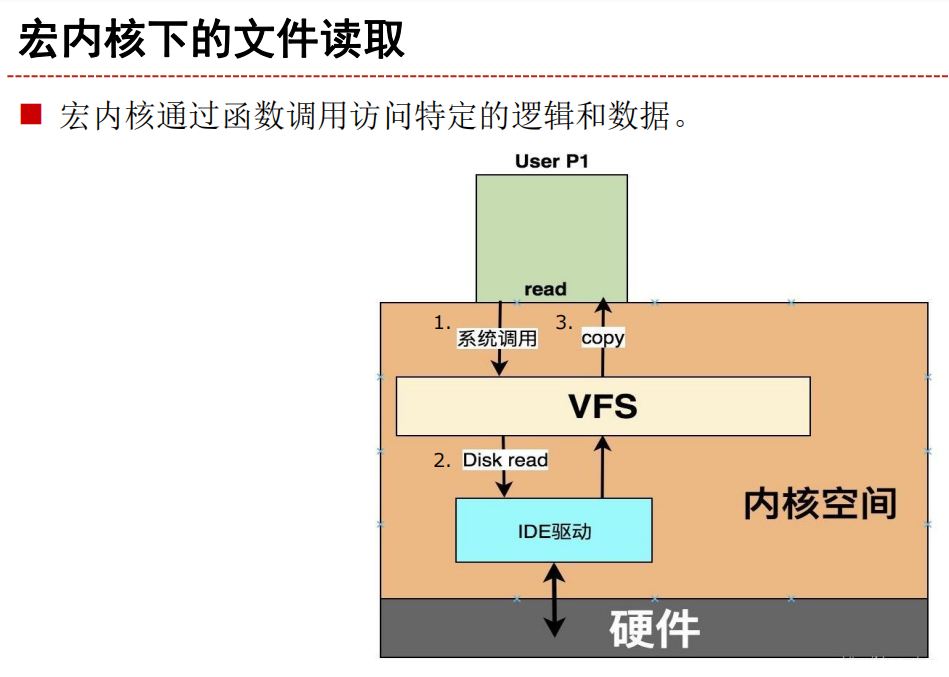 宏内核下的文件读取
宏内核通过函数调用访问特定的逻辑和数据。
User P1
read
1. 系统调用
3. copy
VFS
2. Disk read
IDE驱动
内核空间
硬件